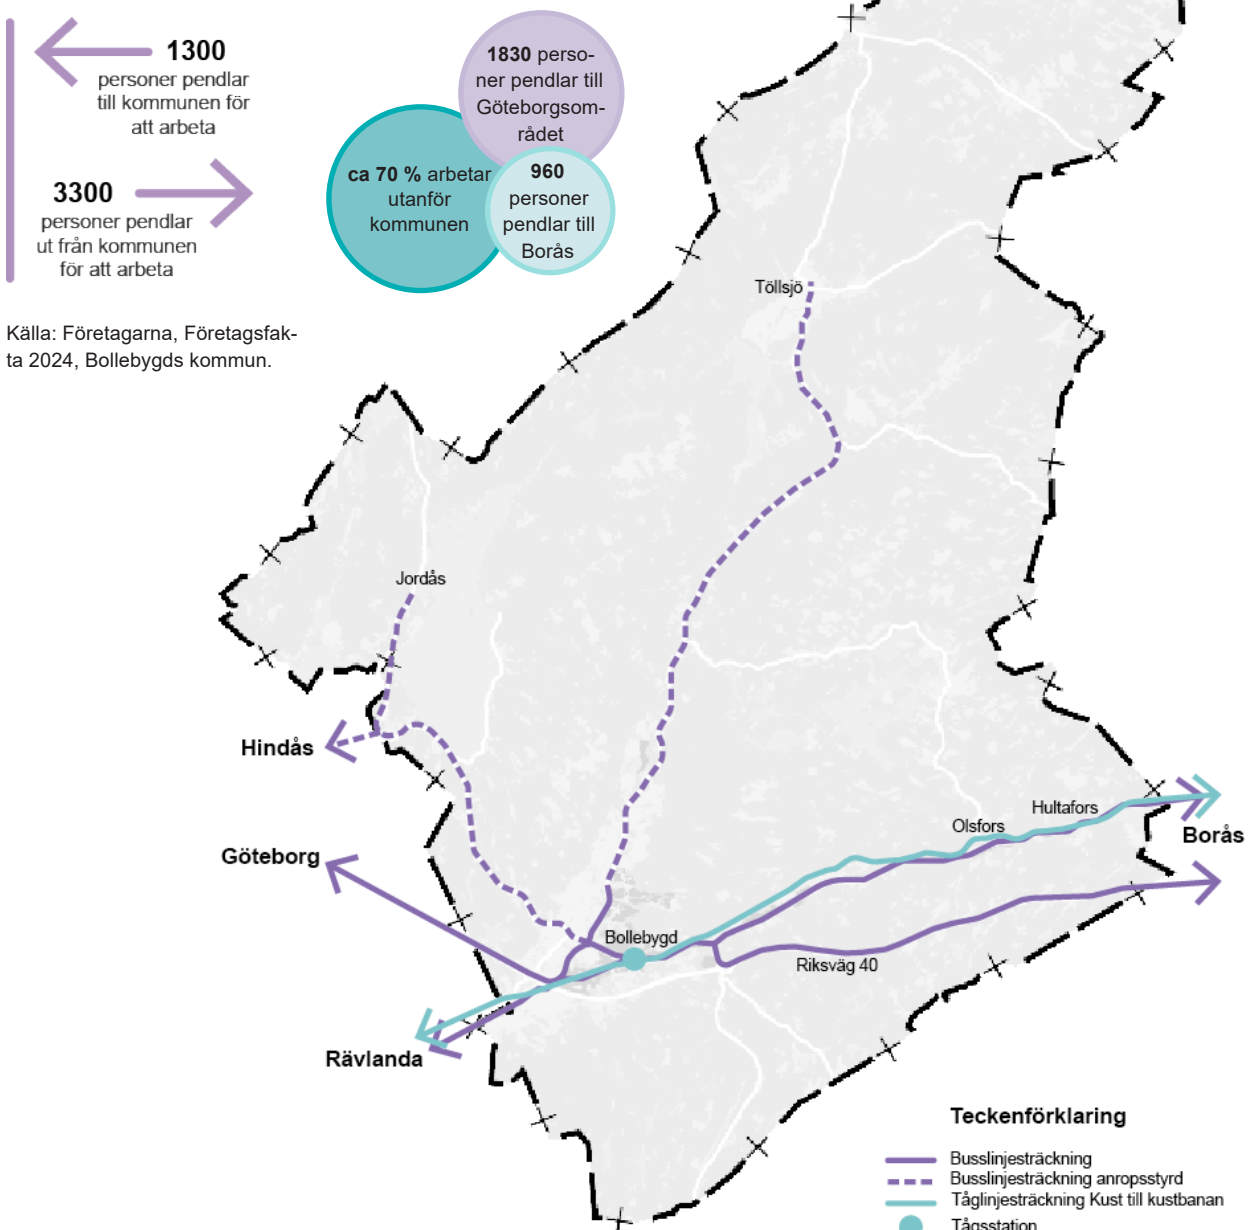 1300
personer pendlar
till kommunen för
att arbeta
3300
personer pendlar
ut från kommunen
för att arbeta
1830 perso-
ner pendlar till
Göteborgsom-
rådet
ca 70 % arbetar
utanför
kommunen
960
personer
pendlar till
Borås
Källa: Företagarna, Företagsfak-
ta 2024, Bollebygds kommun.
Töllsjö
Jordås
Hindås
Hultafors
Olsfors
Borås
Göteborg
Bollebygd
Riksväg 40
Rävlanda
Teckenförklaring
Busslinjesträckning
Busslinjesträckning anropsstyrd
Tåglinjesträckning Kust till kustbanan
Tågsstation